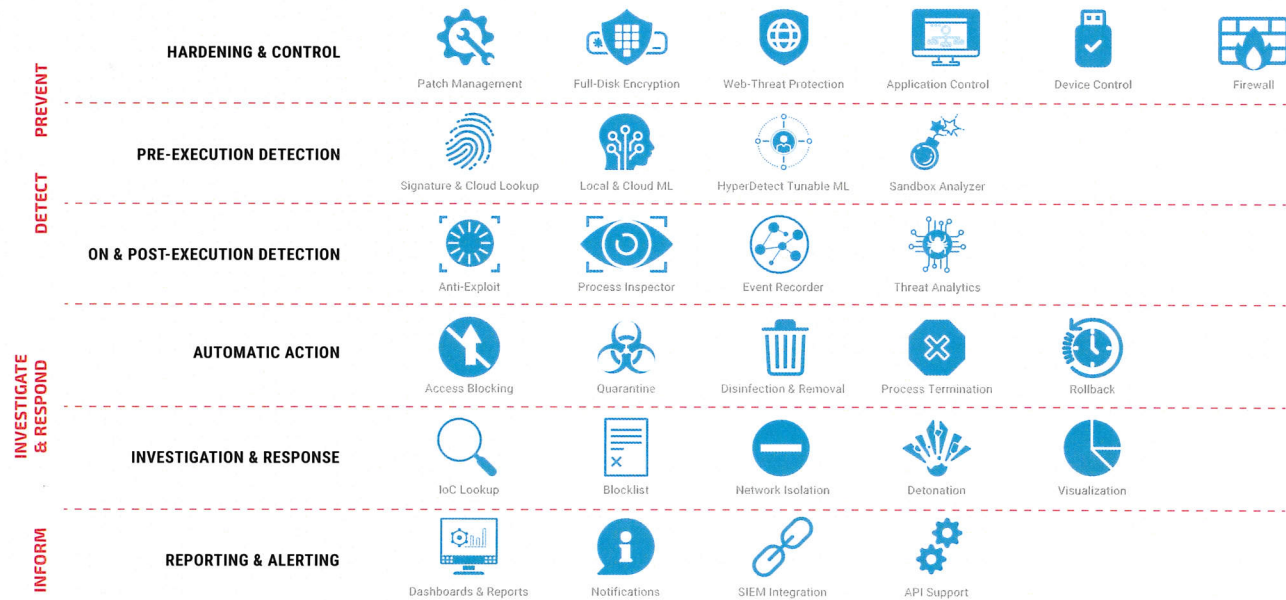 PREVENT
HARDENING & CONTROL
Patch Management
Full-Disk Encryption
Web-Threat Protection
Application Control
Device Control
Firewall
DETECT
PRE-EXECUTION DETECTION
Signature & Cloud Lookup
Local & Cloud ML
HyperDetect Tunable ML
Sandbox Analyzer
ON & POST-EXECUTION DETECTION
Anti-Exploit
Process Inspector
Event Recorder
Threat Analytics
INVESTIGATE
& RESPOND
AUTOMATIC ACTION
Access Blocking
Quarantine
Disinfection & Removal
Process Termination
Rollback
INVESTIGATION & RESPONSE
IoC Lookup
Blocklist
Network Isolation
Detonation
Visualization
INFORM
REPORTING & ALERTING
Dashboards & Reports
Notifications
SIEM Integration
API Support